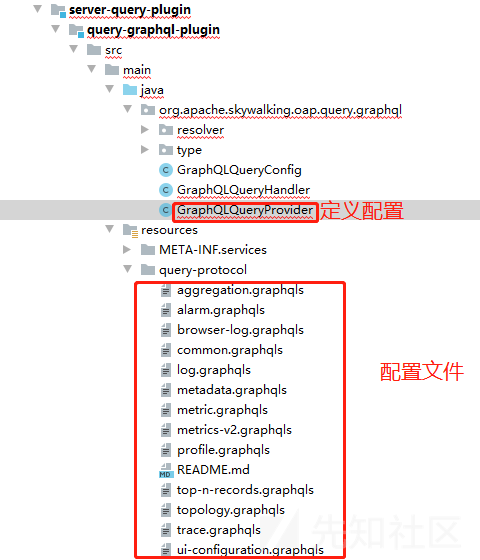 server-query-plugin
query-graphql-plugin
src
main
java
org.apache.skywalking.oap.query.graphql
resolver
type
GraphQLQueryConfig
GraphQLQueryHandler
GraphQLQueryProvider 定义配置
resources
META-INF.services
query-protocol
aggregation.graphqls
alarm.graphqls
browser-log.graphqls
common.graphqls
log.graphqls
配置文件
metadata.graphqls
metric.graphqls
metrics-v2.graphqls
profile.graphqls
MD README.md
top-n-records.graphqls
topology.graphqls
trace.graphqls
先知社区
ui-configuration.graphqls